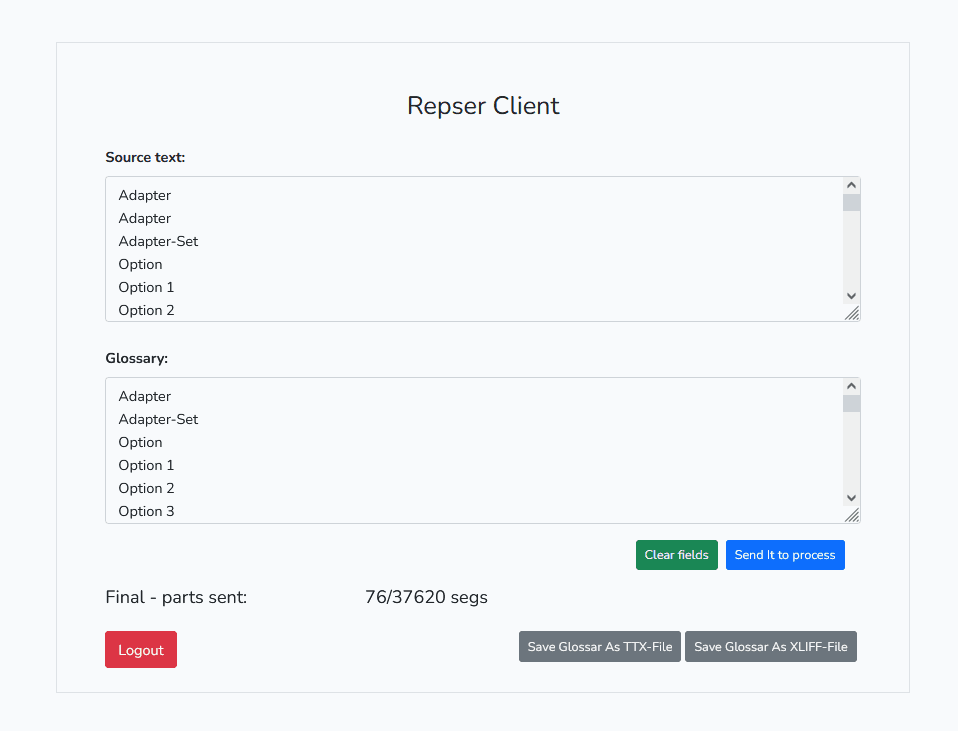 Repser Client
Source text:
Adapter
Adapter
Adapter-Set
Option
Option 1
Option 2
Glossary:
Adapter
Adapter-Set
Option
Option 1
Option 2
Option 3
Clear fields Send It to process
Final - parts sent: 76/37620 segs
Logout Save Glossar As TTX-File Save Glossar As XLIFF-File